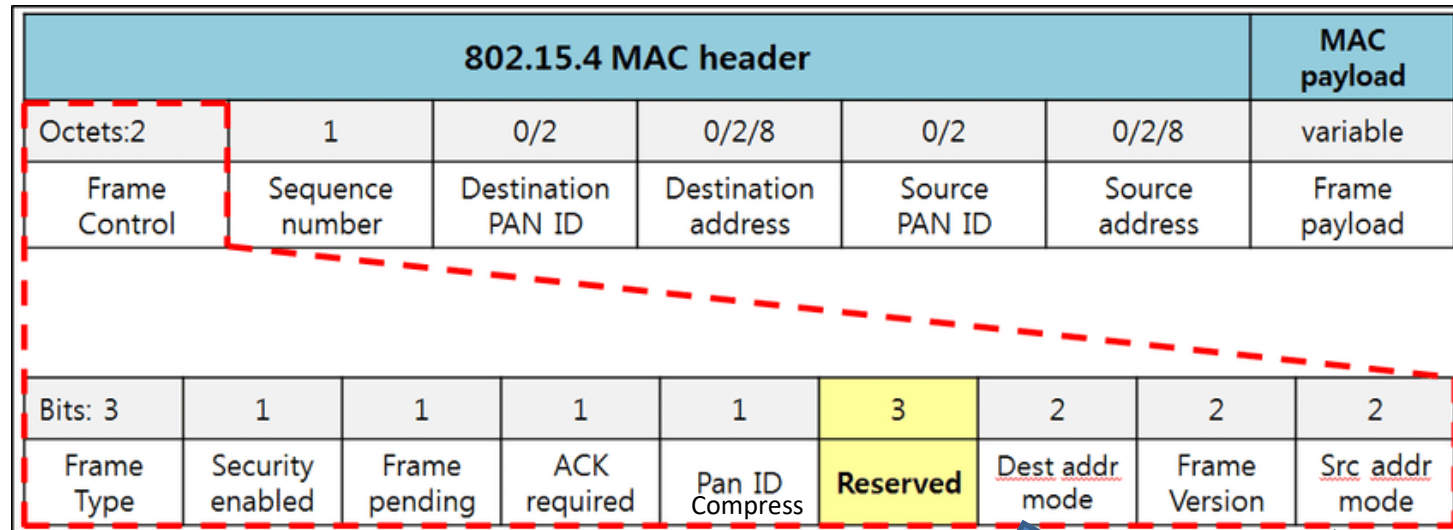 802.15.4 MAC header
MAC
payload
Octets:2 1 0/2 0/2/8 0/2 0/2/8 variable
Frame
Control
Sequence
number
Destination
PAN ID
Destination
address
Source
PAN ID
Source
address
Frame
payload
Bits: 3 1 1 1 1 3 2 2 2
Frame
Type
Security
enabled
Frame
pending
ACK
required
Pan ID
Compress
Reserved
Dest addr
mode
Frame
Version
Src addr
mode